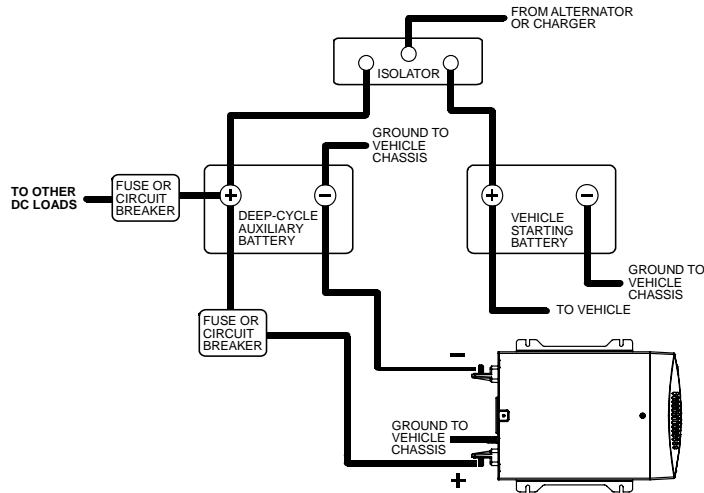 FROM ALTERNATOR
OR CHARGER
ISOLATOR
GROUND TO
VEHICLE
CHASSIS
TO OTHER
DC LOADS
FUSE OR
CIRCUIT
BREAKER
+
−
DEEP-CYCLE
AUXILIARY
BATTERY
+
−
VEHICLE
STARTING
BATTERY
GROUND TO
VEHICLE
CHASSIS
TO VEHICLE
FUSE OR
CIRCUIT
BREAKER
−
GROUND TO
VEHICLE
CHASSIS
+